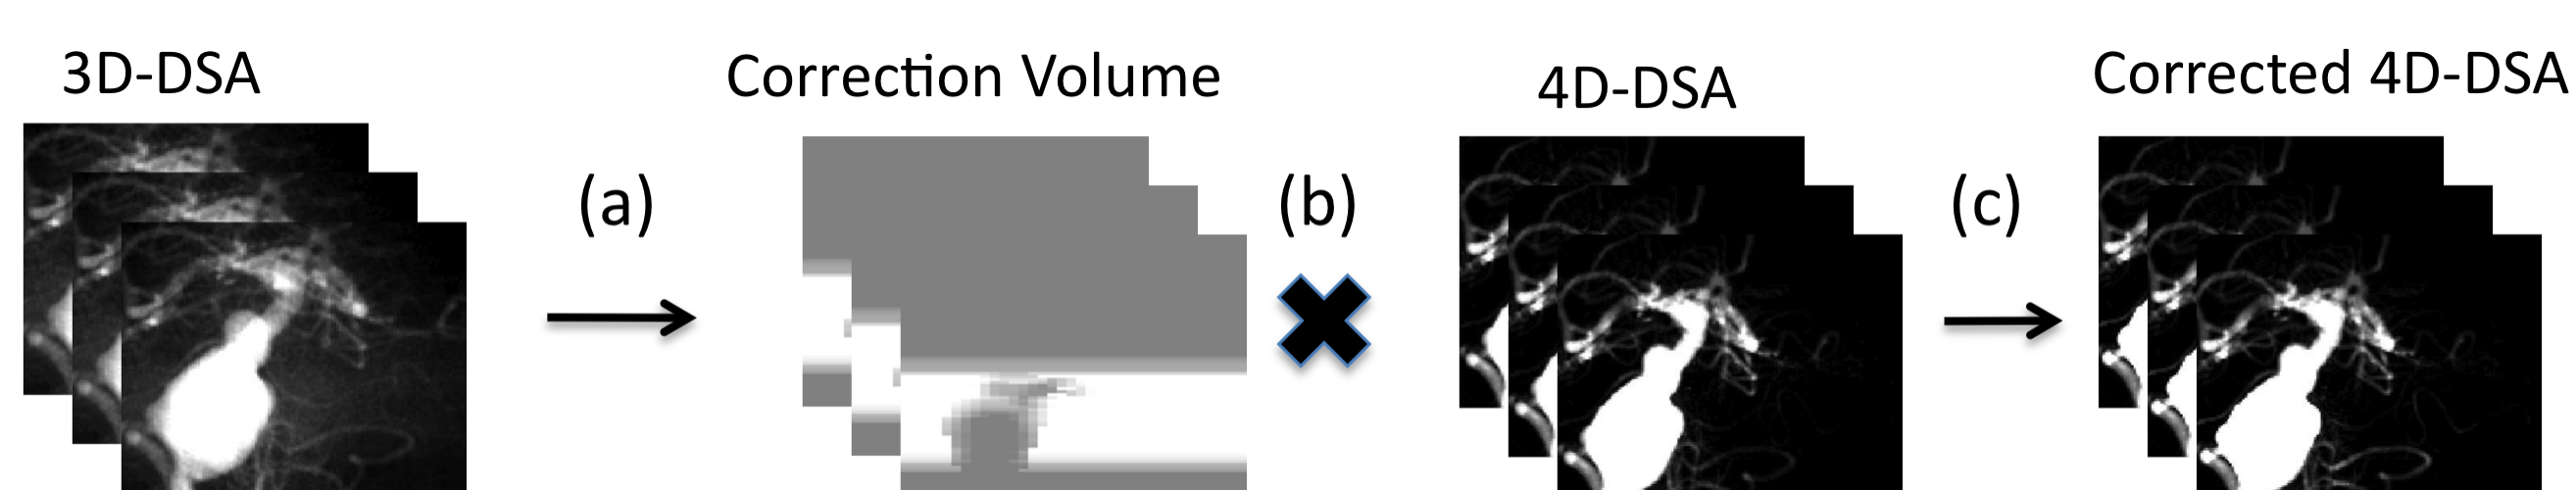 3D-DSA
Correction Volume
4D-DSA
Corrected 4D-DSA
(a)
(b)
(c)